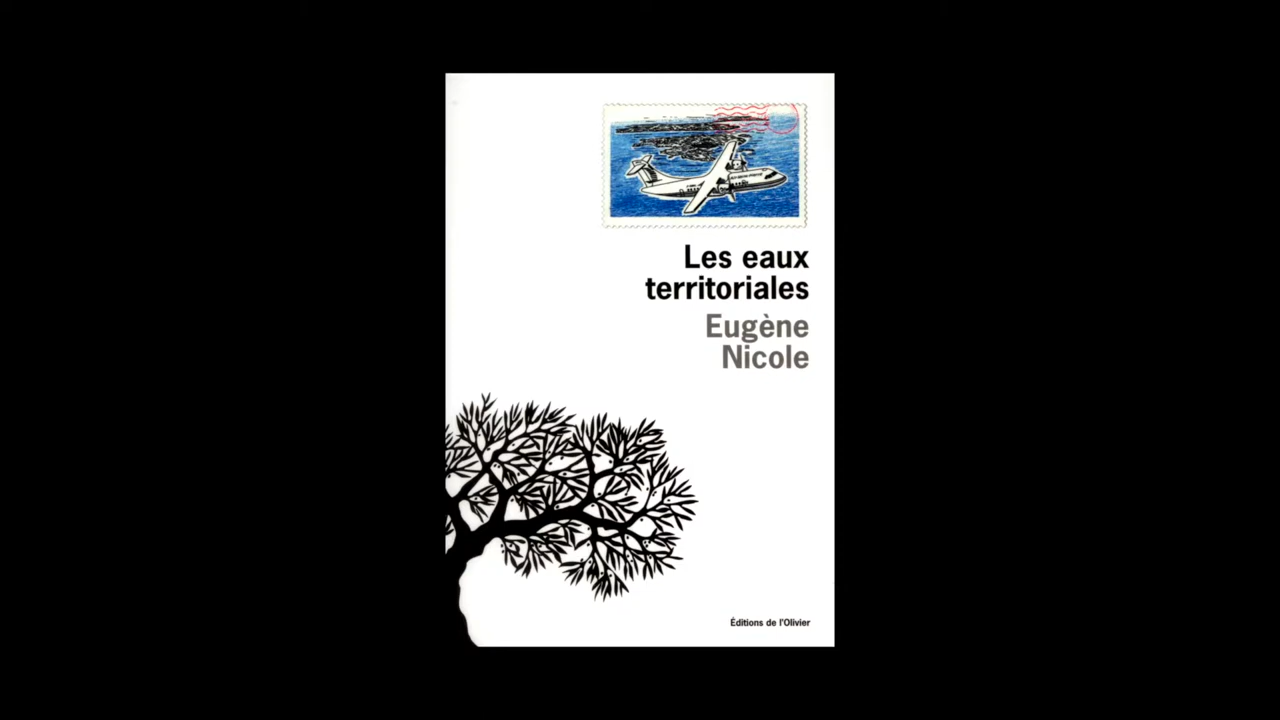 Les eaux
territoriales
Eugène
Nicole
Éditions de l'Olivier